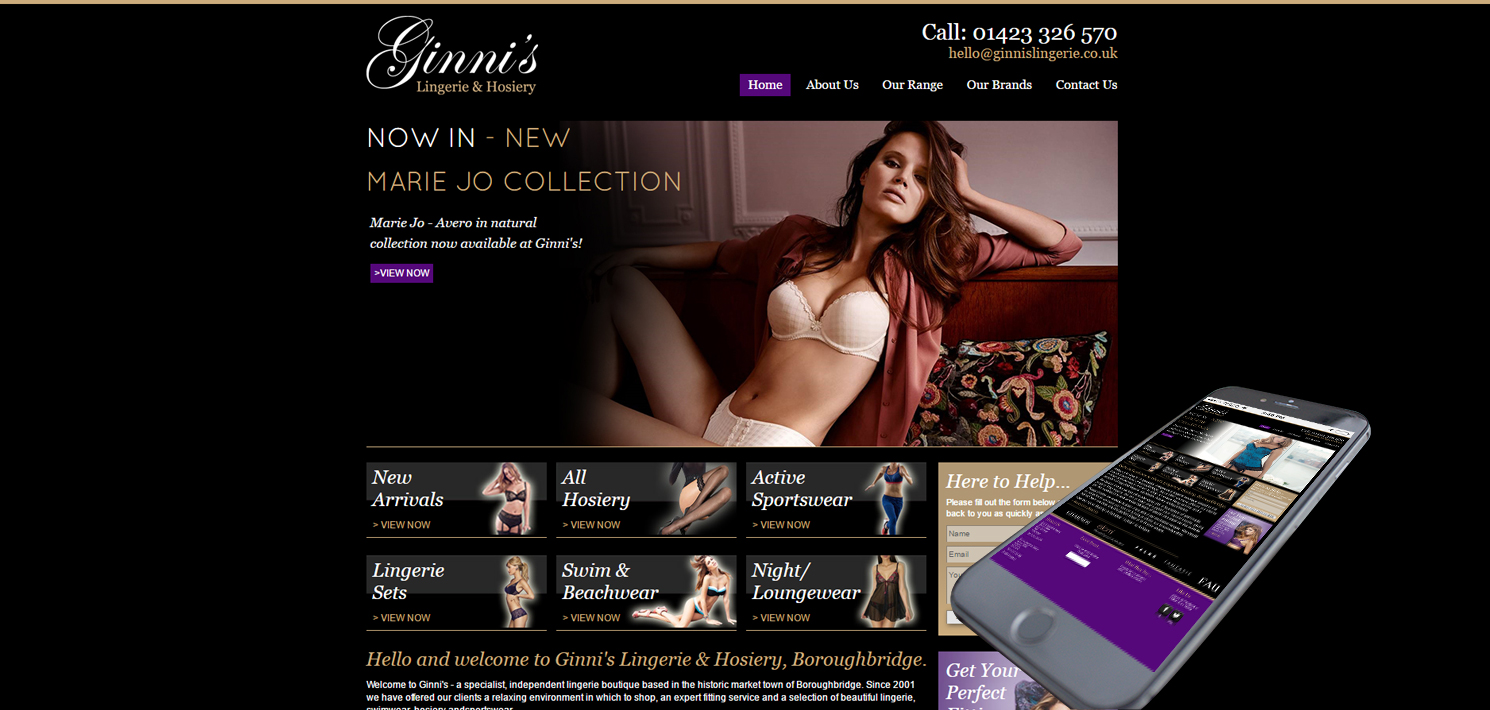 Ginni's
Lingerie & Hosiery
Call: 01423 326 570
hello@ginnislingerie.co.uk
Home About Us Our Range Our Brands Contact Us
NOW IN - NEW
MARIE JO COLLECTION
Marie Jo - Avero in natural
collection now available at Ginni's!
>VIEW NOW
New
Arrivals
> VIEW NOW
All
Hosiery
> VIEW NOW
Active
Sportswear
> VIEW NOW
Here to Help...
Please fill out the form below
back to you as quickly
Name
Email
Lingerie
Sets
> VIEW NOW
Swim &
Beachwear
> VIEW NOW
Night/
Loungewear
> VIEW NOW
Hello and welcome to Ginni's Lingerie & Hosiery, Boroughbridge.
Welcome to Ginni's - a specialist, independent lingerie boutique based in the historic market town of Boroughbridge. Since 2001
we have offered our clients a relaxing environment in which to shop, an expert fitting service and a selection of beautiful lingerie,
swimwear, hosiery andsportswear.
Get Your
Perfect